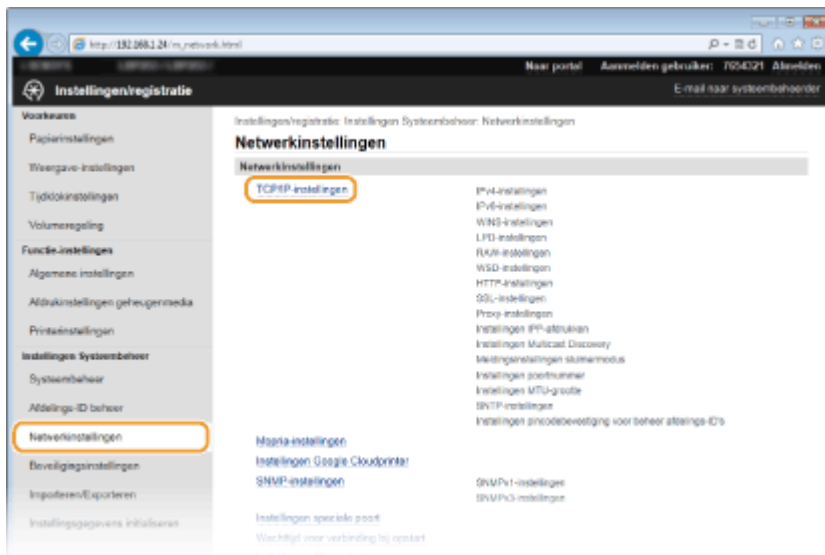 http://192.168.1.24/m_network.html
Naar portal Aanmelden gebruiker: 7654321 Afmelden
Instellingen/registratie
E-mail naar systeembeheerder
Voorkeuren
Papierinstellingen
Weergave-instellingen
Tijdklokinstellingen
Volumeregeling
Functie-instellingen
Algemene instellingen
Afdrukinstellingen geheugenmedia
Printerinstellingen
Instellingen Systeembeheer
Systeembeheer
Afdelings-ID beheer
Netwerkinstellingen
Beveiligingsinstellingen
Importeren/Exporteren
Instellingsgegevens initialiseren
Instellingen/registratie: Instellingen Systeembeheer: Netwerkinstellingen
Netwerkinstellingen
Netwerkinstellingen
TCP/IP-instellingen
IPv4-instellingen
IPv6-instellingen
WINS-instellingen
LPD-instellingen
RAW-instellingen
WSD-instellingen
HTTP-instellingen
SSL-instellingen
Proxy-instellingen
Instellingen IPP-afdrukken
Instellingen Multicast Discovery
Meldingsinstellingen sluimermodus
Instellingen poortnummer
Instellingen MTU-grootte
SNTP-instellingen
Instellingen pincodebevestiging voor beheer afdelings-ID's
Mopria-instellingen
Instellingen Google Cloudprinter
SNMP-instellingen
SNMPv1-instellingen
SNMPv3-instellingen
Instellingen speciale poort
Wachttijd voor verbinding bij opstart